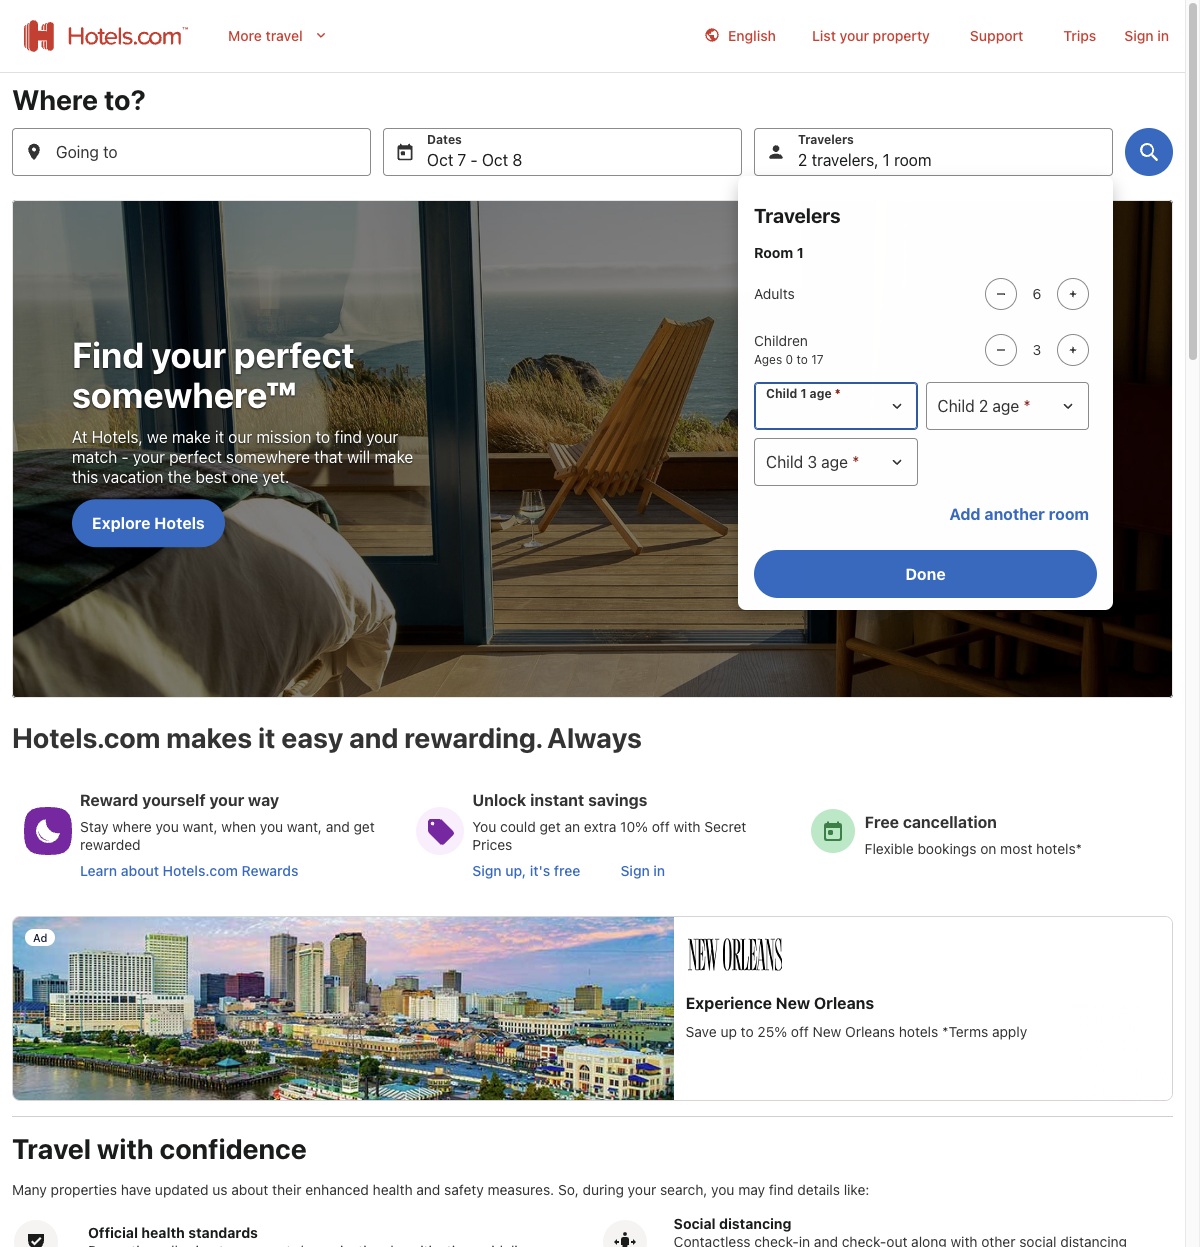 Hotels.com™
More travel
English
List your property
Support
Trips
Sign in
Where to?
Going to
Dates
Oct 7 - Oct 8
Travelers
2 travelers, 1 room
Travelers
Room 1
Adults
6
Children
Ages 0 to 17
3
Child 1 age *
Child 2 age *
Child 3 age *
Add another room
Done
Find your perfect
somewhere™
At Hotels, we make it our mission to find your
match - your perfect somewhere that will make
this vacation the best one yet.
Explore Hotels
Hotels.com makes it easy and rewarding. Always
Reward yourself your way
Stay where you want, when you want, and get
rewarded
Learn about Hotels.com Rewards
Unlock instant savings
You could get an extra 10% off with Secret
Prices
Sign up, it's free
Sign in
Free cancellation
Flexible bookings on most hotels*
Ad
NEW ORLEANS
Experience New Orleans
Save up to 25% off New Orleans hotels *Terms apply
Travel with confidence
Many properties have updated us about their enhanced health and safety measures. So, during your search, you may find details like:
Official health standards
Social distancing
Contactless check-in and check-out along with other social distancing